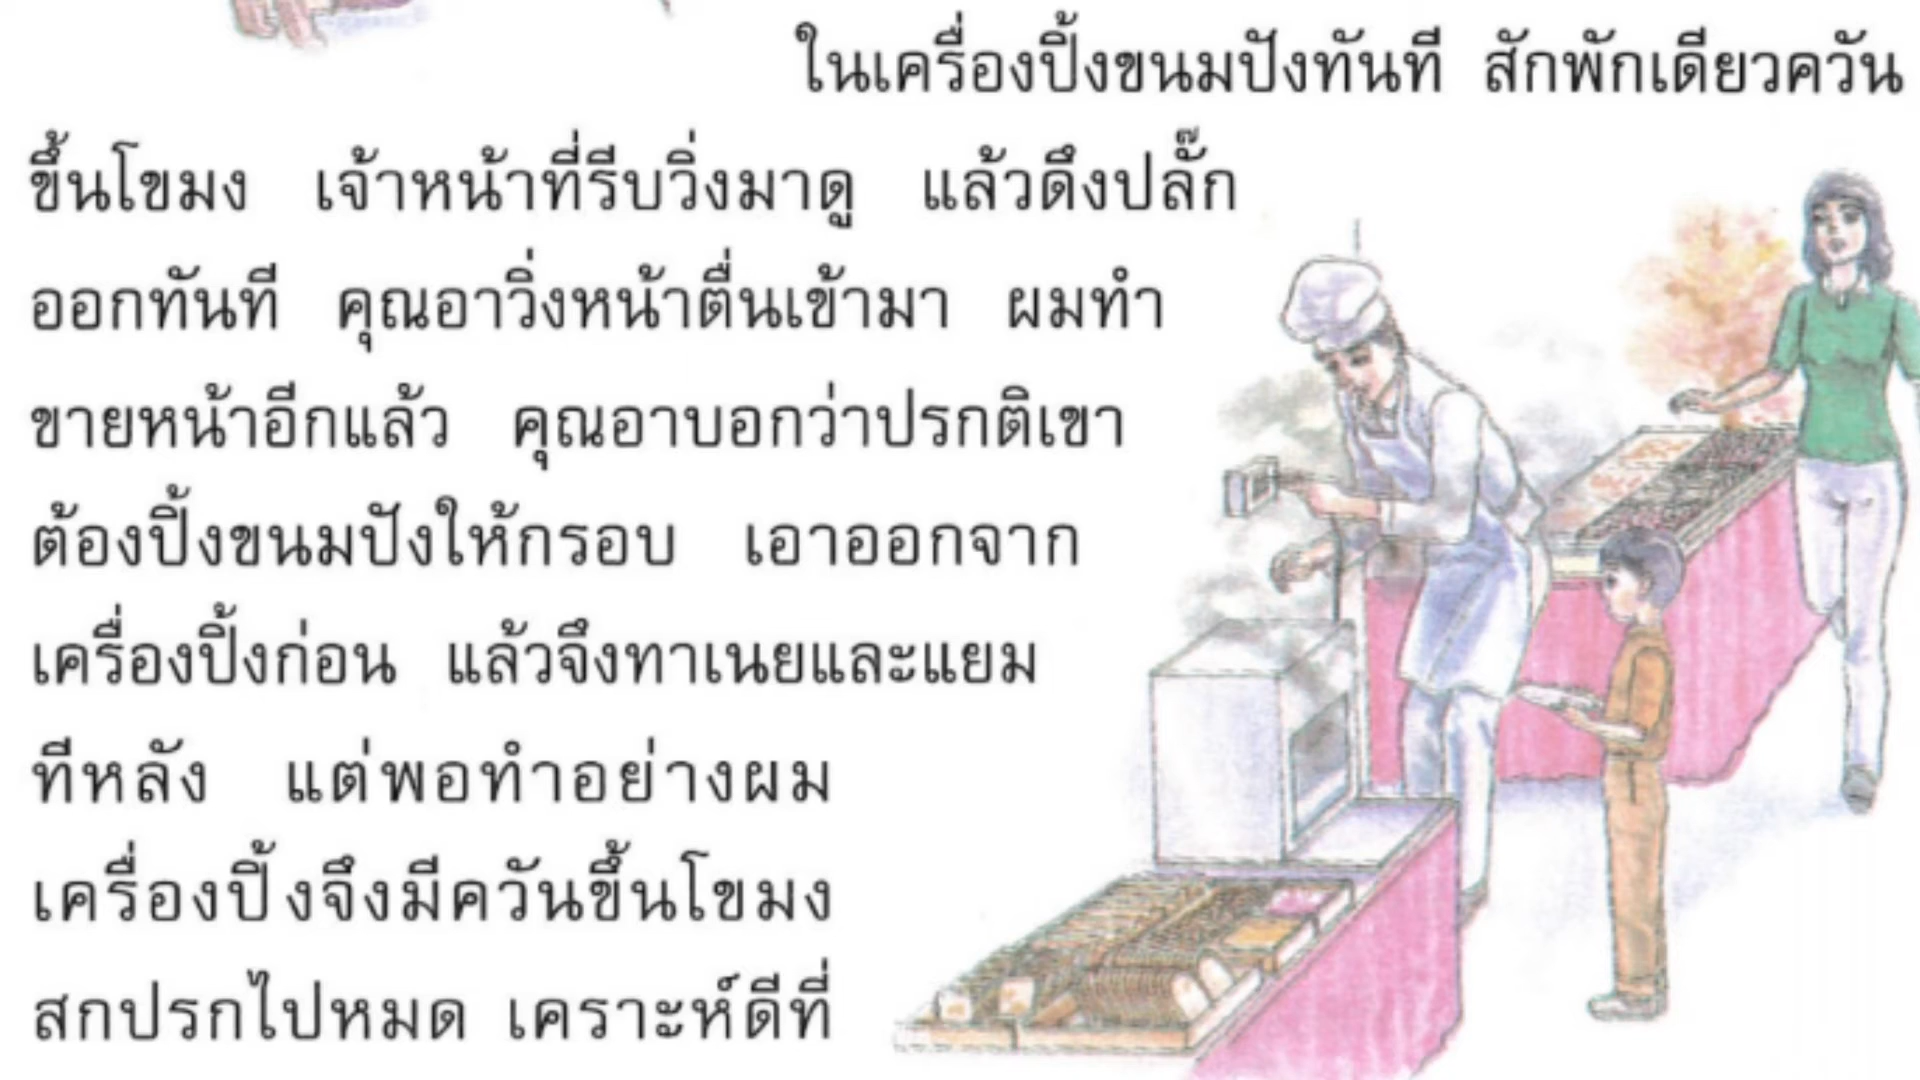 ในเครื่องปิ้งขนมปังทันที สักพักเดียวควัน
ขึ้นโขมง เจ้าหน้าที่รีบวิ่งมาดู แล้วดึงปลั๊ก
ออกทันที คุณอาวิ่งหน้าตื่นเข้ามา ผมทำ
ขายหน้าอีกแล้ว คุณอาบอกว่าปรกติเขา
ต้องปิ้งขนมปังให้กรอบ เอาออกจาก
เครื่องปิ้งก่อน แล้วจึงทาเนยและแยม
ทีหลัง แต่พอทำอย่างผม
เครื่องปิ้งจึงมีควันขึ้นโขมง
สกปรกไปหมด เคราะห์ดีที่